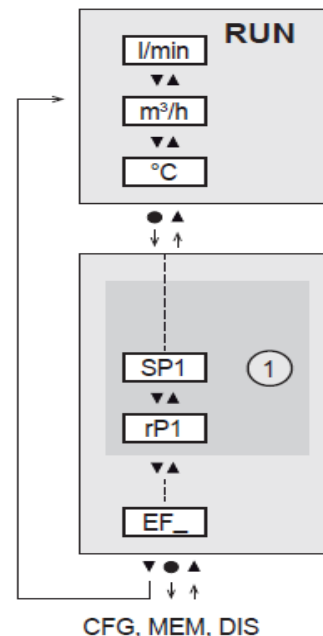 RUN
l/min
m³/h
°C
SP1
1
rP1
EF_
CFG, MEM, DIS